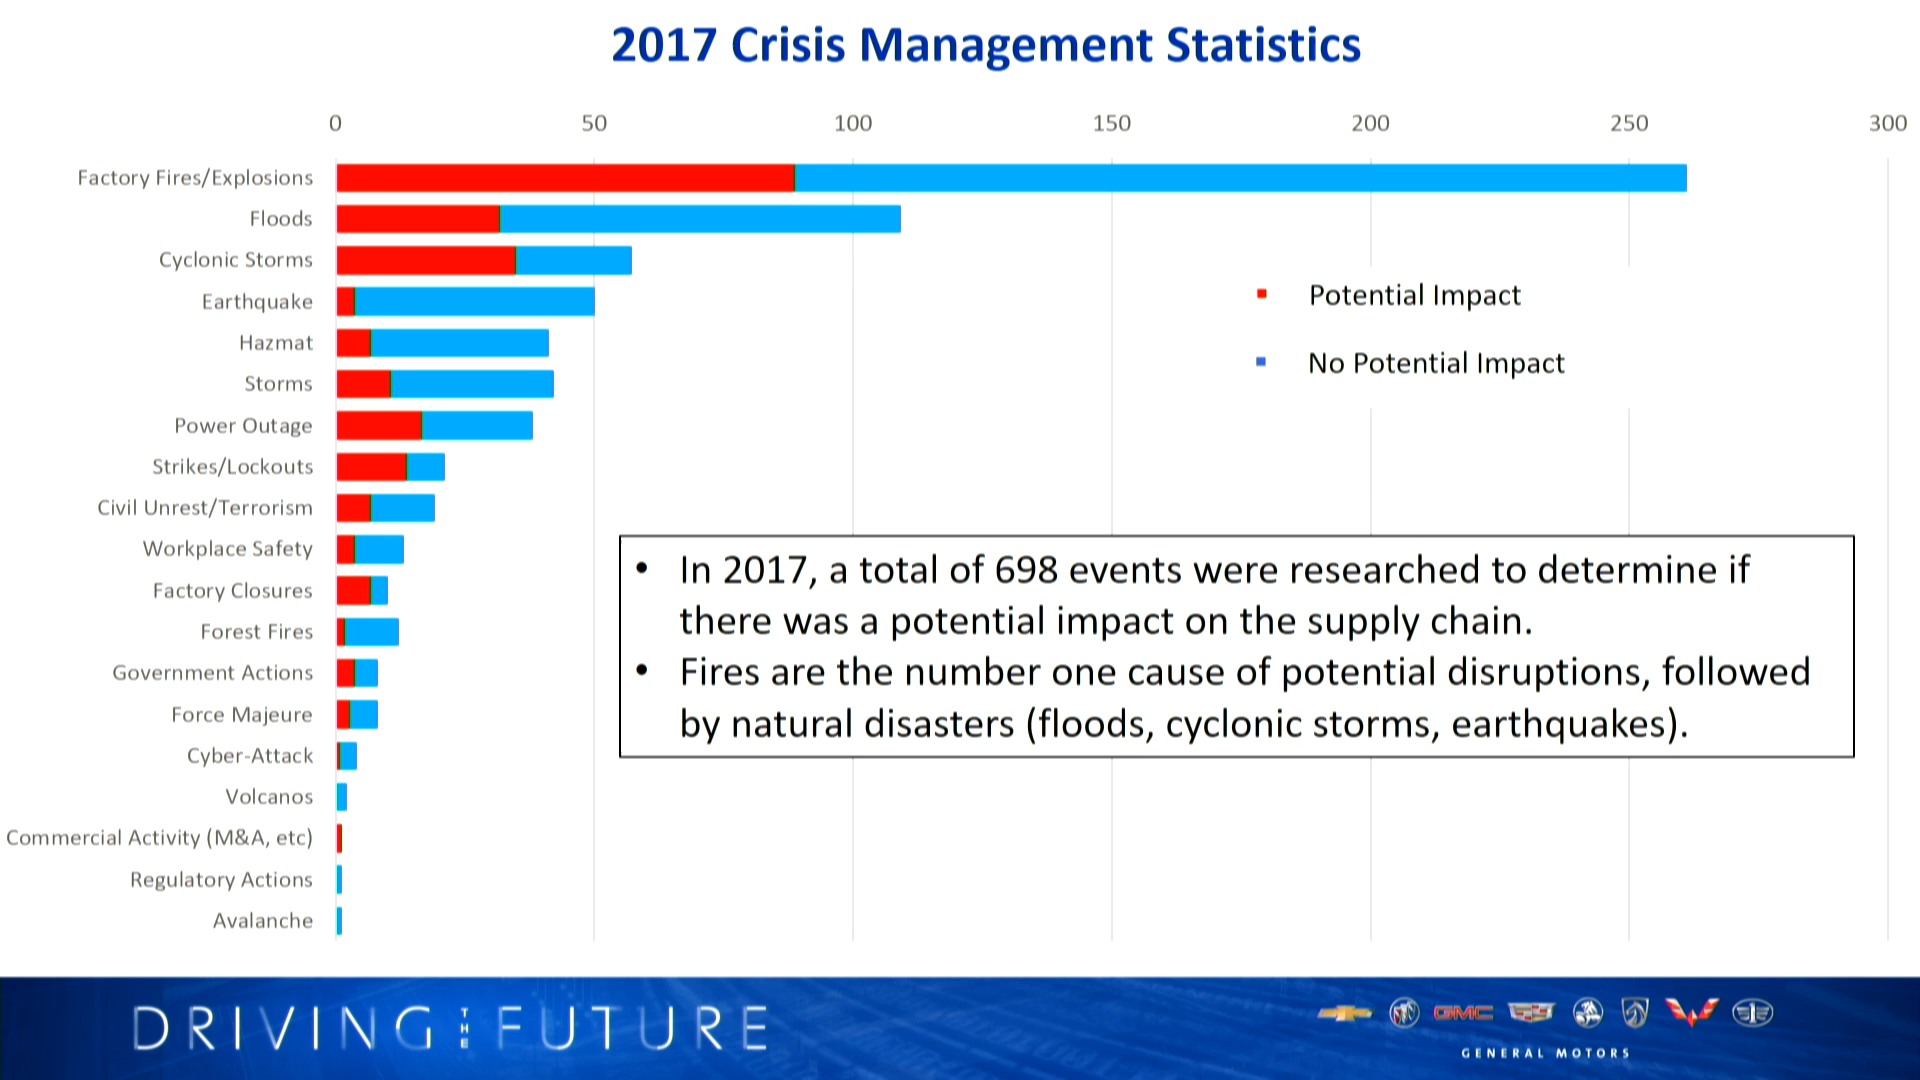 2017 Crisis Management Statistics
0 50 100 150 200 250 300
Factory Fires/Explosions
Floods
Cyclonic Storms
Earthquake
Hazmat
Storms
Power Outage
Strikes/Lockouts
Civil Unrest/Terrorism
Workplace Safety
Factory Closures
Forest Fires
Government Actions
Force Majeure
Cyber-Attack
Volcanos
Commercial Activity (M&A, etc)
Regulatory Actions
Avalanche
Potential Impact
No Potential Impact
• In 2017, a total of 698 events were researched to determine if
there was a potential impact on the supply chain.
• Fires are the number one cause of potential disruptions, followed
by natural disasters (floods, cyclonic storms, earthquakes).
DRIVING THE FUTURE
GMC
GENERAL MOTORS